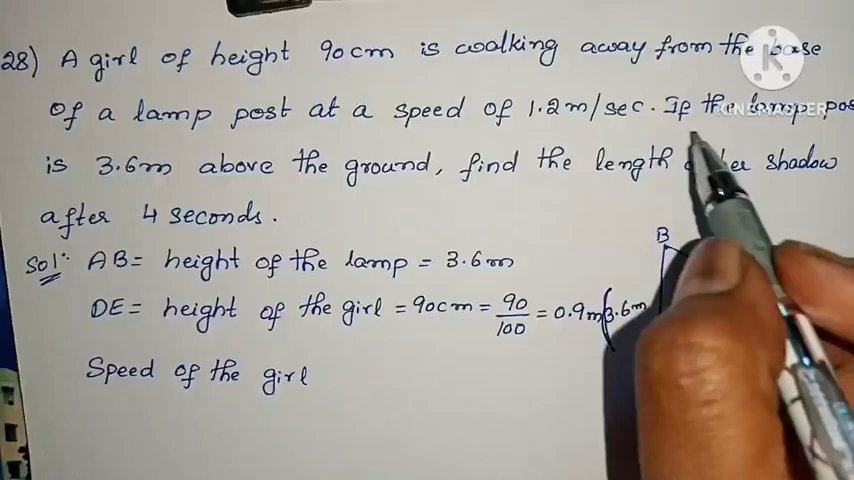 28) A girl of height 90cm is walking away from the base
of a lamp post at a speed of 1.2m/sec. If the lamp pos
is 3.6m above the ground, find the length shadow
after 4 seconds.
Sol: AB = height of the lamp = 3.6m
DE = height of the girl = 90cm = 90/100 = 0.9m
Speed of the girl
B
3.6m
K
KINEMASTER